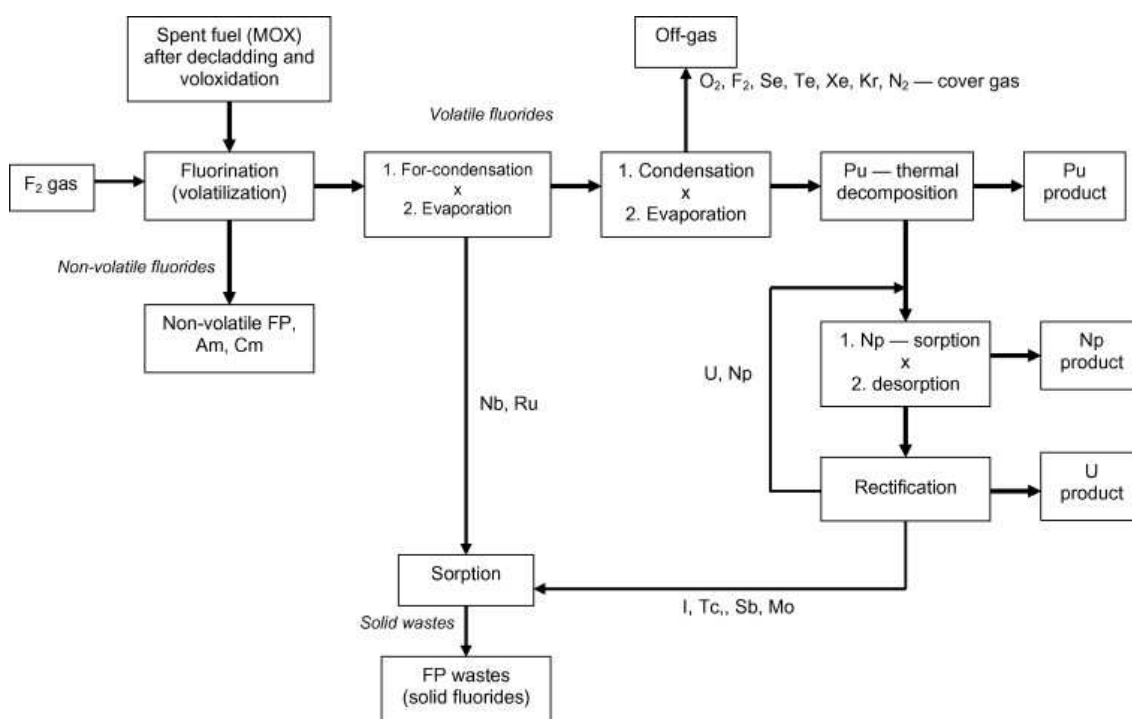 Spent fuel (MOX)
after decladding and
voloxidation
Off-gas
O₂, F₂, Se, Te, Xe, Kr, N₂ — cover gas
Volatile fluorides
F₂ gas
Fluorination
(volatilization)
1. For-condensation
x
2. Evaporation
1. Condensation
x
2. Evaporation
Pu — thermal
decomposition
Pu
product
Non-volatile fluorides
Non-volatile FP,
Am, Cm
Nb, Ru
U, Np
1. Np — sorption
x
2. desorption
Np
product
Rectification
U
product
Sorption
I, Tc,, Sb, Mo
Solid wastes
FP wastes
(solid fluorides)